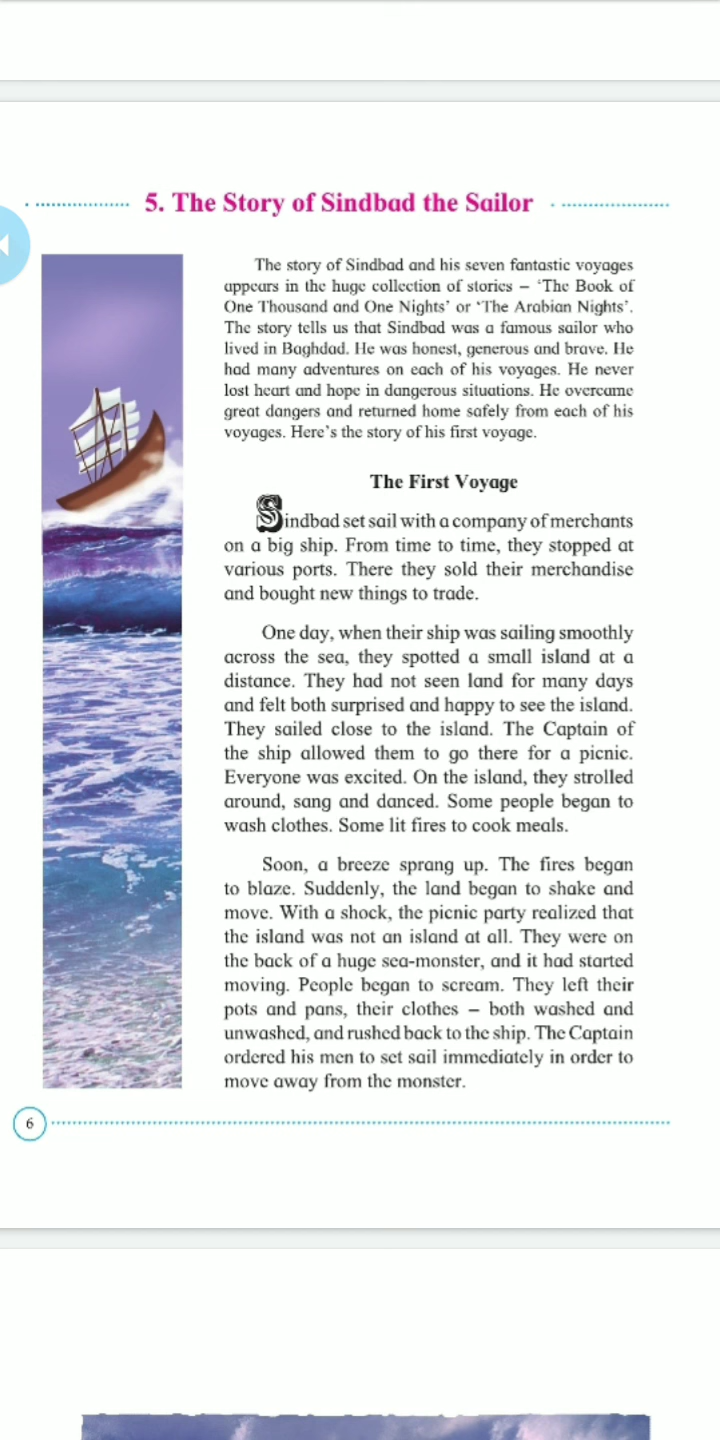 5. The Story of Sindbad the Sailor
The story of Sindbad and his seven fantastic voyages
appears in the huge collection of stories – ‘The Book of
One Thousand and One Nights’ or ‘The Arabian Nights’.
The story tells us that Sindbad was a famous sailor who
lived in Baghdad. He was honest, generous and brave. He
had many adventures on each of his voyages. He never
lost heart and hope in dangerous situations. He overcame
great dangers and returned home safely from each of his
voyages. Here’s the story of his first voyage.
The First Voyage
Sindbad set sail with a company of merchants
on a big ship. From time to time, they stopped at
various ports. There they sold their merchandise
and bought new things to trade.
One day, when their ship was sailing smoothly
across the sea, they spotted a small island at a
distance. They had not seen land for many days
and felt both surprised and happy to see the island.
They sailed close to the island. The Captain of
the ship allowed them to go there for a picnic.
Everyone was excited. On the island, they strolled
around, sang and danced. Some people began to
wash clothes. Some lit fires to cook meals.
Soon, a breeze sprang up. The fires began
to blaze. Suddenly, the land began to shake and
move. With a shock, the picnic party realized that
the island was not an island at all. They were on
the back of a huge sea-monster, and it had started
moving. People began to scream. They left their
pots and pans, their clothes – both washed and
unwashed, and rushed back to the ship. The Captain
ordered his men to set sail immediately in order to
move away from the monster.
6